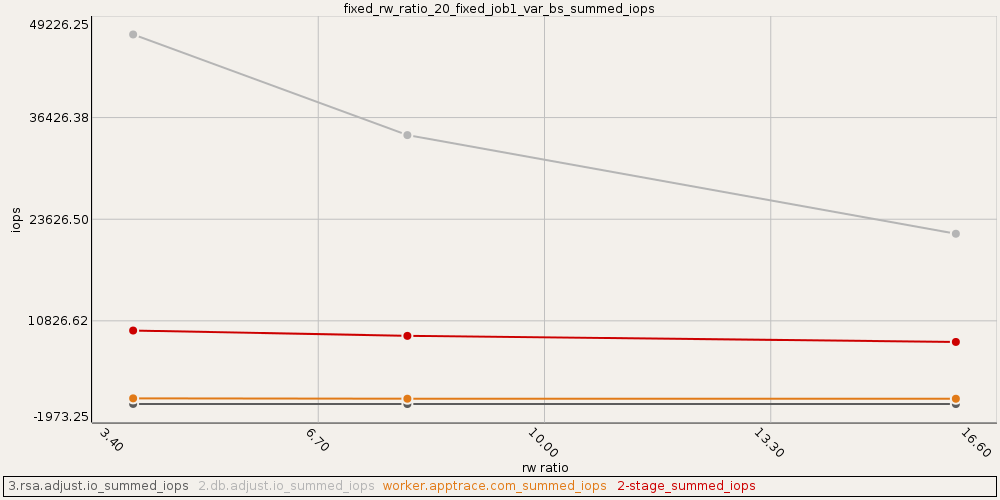 fixed_rw_ratio_20_fixed_job1_var_bs_summed_iops
49226.25
36426.38
23626.50
10826.62
-1973.25
iops
3.40 6.70 10.00 13.30 16.60
rw ratio
3.rsa.adjust.io_summed_iops 2.db.adjust.io_summed_iops worker.apptrace.com_summed_iops 2-stage_summed_iops